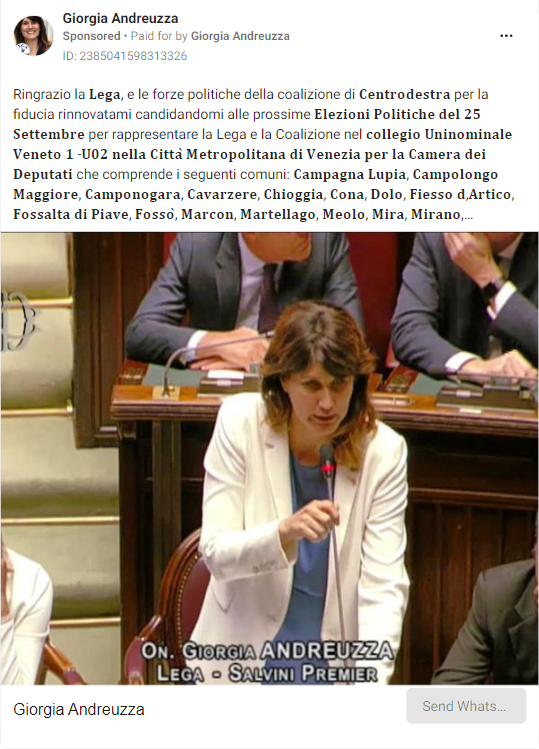 Giorgia Andreuzza
Sponsored • Paid for by Giorgia Andreuzza
ID: 2385041598313326
Ringrazio la Lega, e le forze politiche della coalizione di Centrodestra per la
fiducia rinnovatami candidandomi alle prossime Elezioni Politiche del 25
Settembre per rappresentare la Lega e la Coalizione nel collegio Uninominale
Veneto 1 -U02 nella Città Metropolitana di Venezia per la Camera dei
Deputati che comprende i seguenti comuni: Campagna Lupia, Campolongo
Maggiore, Camponogara, Cavarzere, Chioggia, Cona, Dolo, Fiesso d,Artico,
Fossalta di Piave, Fossò, Marcon, Martellago, Meolo, Mira, Mirano,...
ON. GIORGIA ANDREUZZA
LEGA - SALVINI PREMIER
Giorgia Andreuzza
Send Whats...